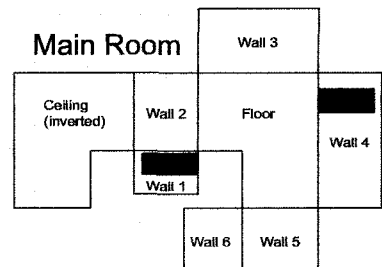 Main Room
Wall 3
Ceiling
(inverted)
Wall 2
Floor
Wall 4
Wall 1
Wall 6
Wall 5